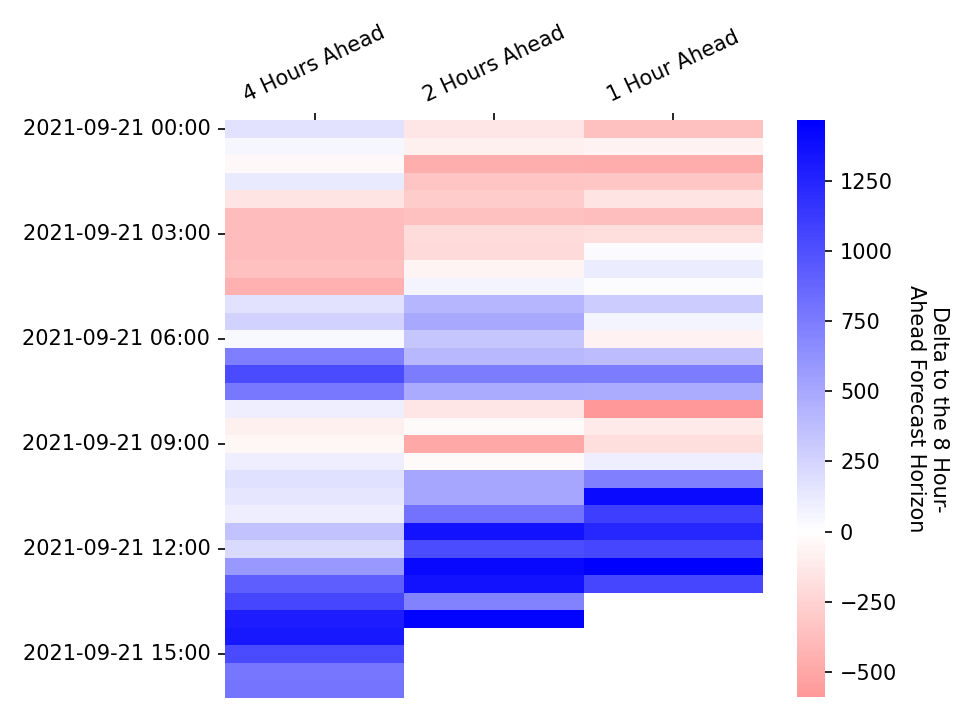 4 Hours Ahead
2 Hours Ahead
1 Hour Ahead
2021-09-21 00:00
2021-09-21 03:00
2021-09-21 06:00
2021-09-21 09:00
2021-09-21 12:00
2021-09-21 15:00
1250
1000
750
500
250
0
−250
−500
Delta to the 8 Hour-
Ahead Forecast Horizon